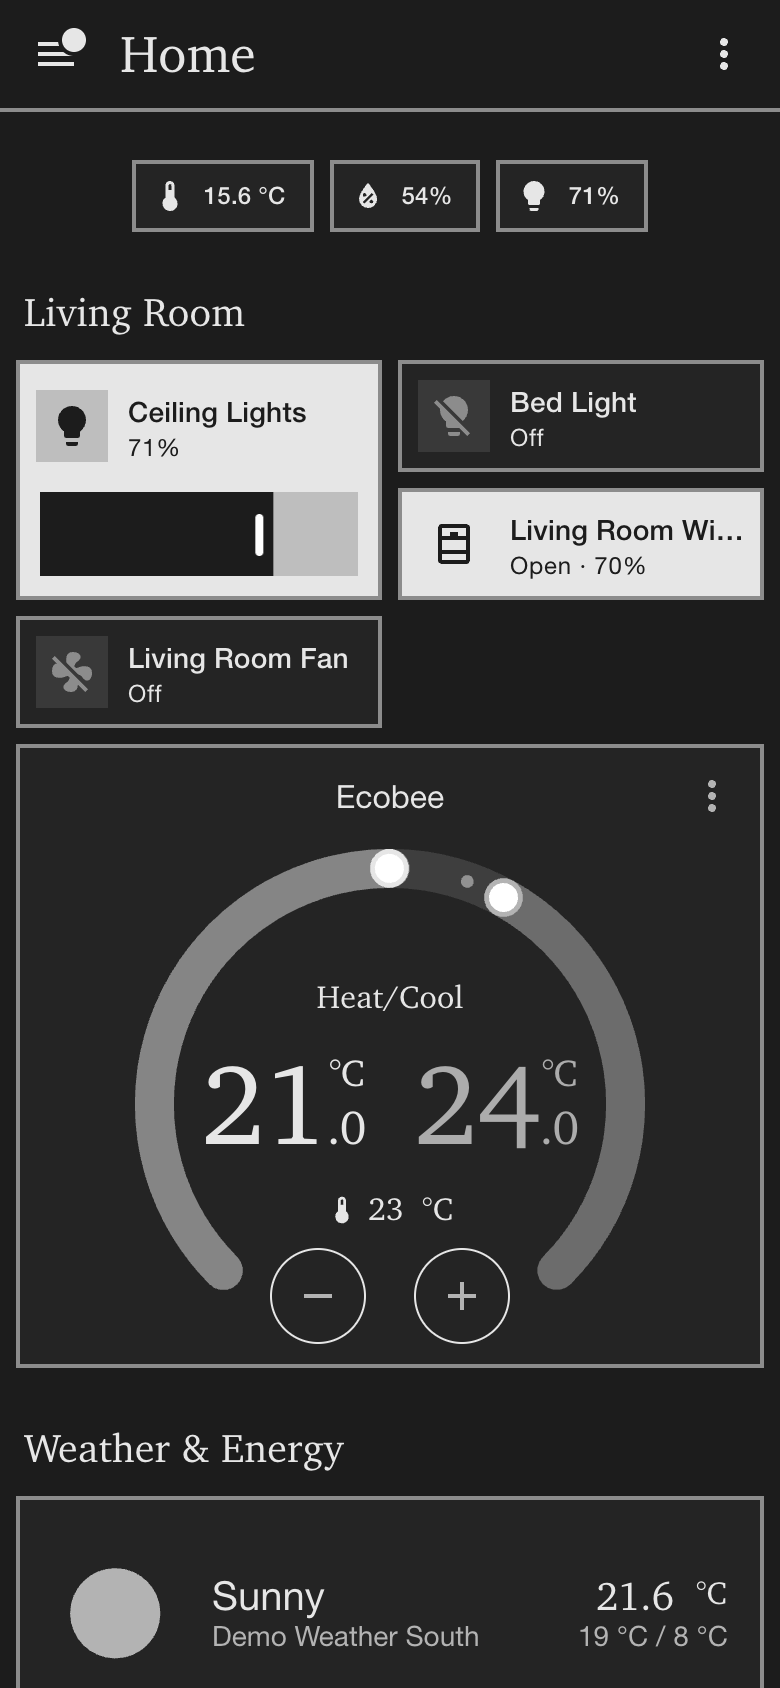 Home
15.6 °C
54%
71%
Living Room
Ceiling Lights
71%
Bed Light
Off
Living Room Wi…
Open · 70%
Living Room Fan
Off
Ecobee
Heat/Cool
21.0 °C 24.0 °C
23 °C
Weather & Energy
Sunny
21.6 °C
Demo Weather South
19 °C / 8 °C